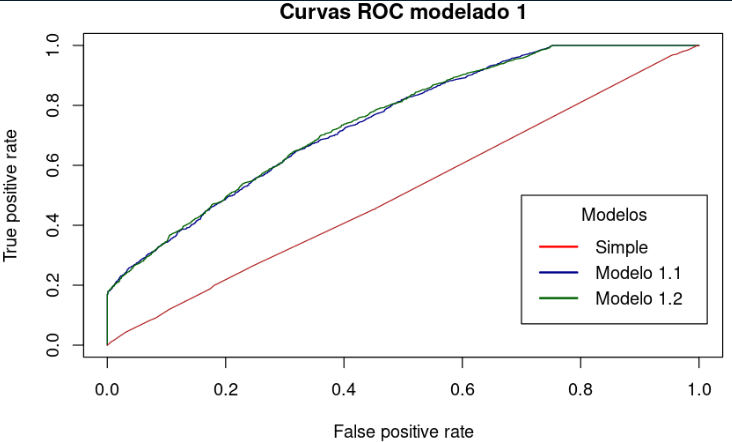 Curvas ROC modelado 1
True positive rate
1.0
0.8
0.6
0.4
0.2
0.0
Modelos
Simple
Modelo 1.1
Modelo 1.2
0.0 0.2 0.4 0.6 0.8 1.0
False positive rate